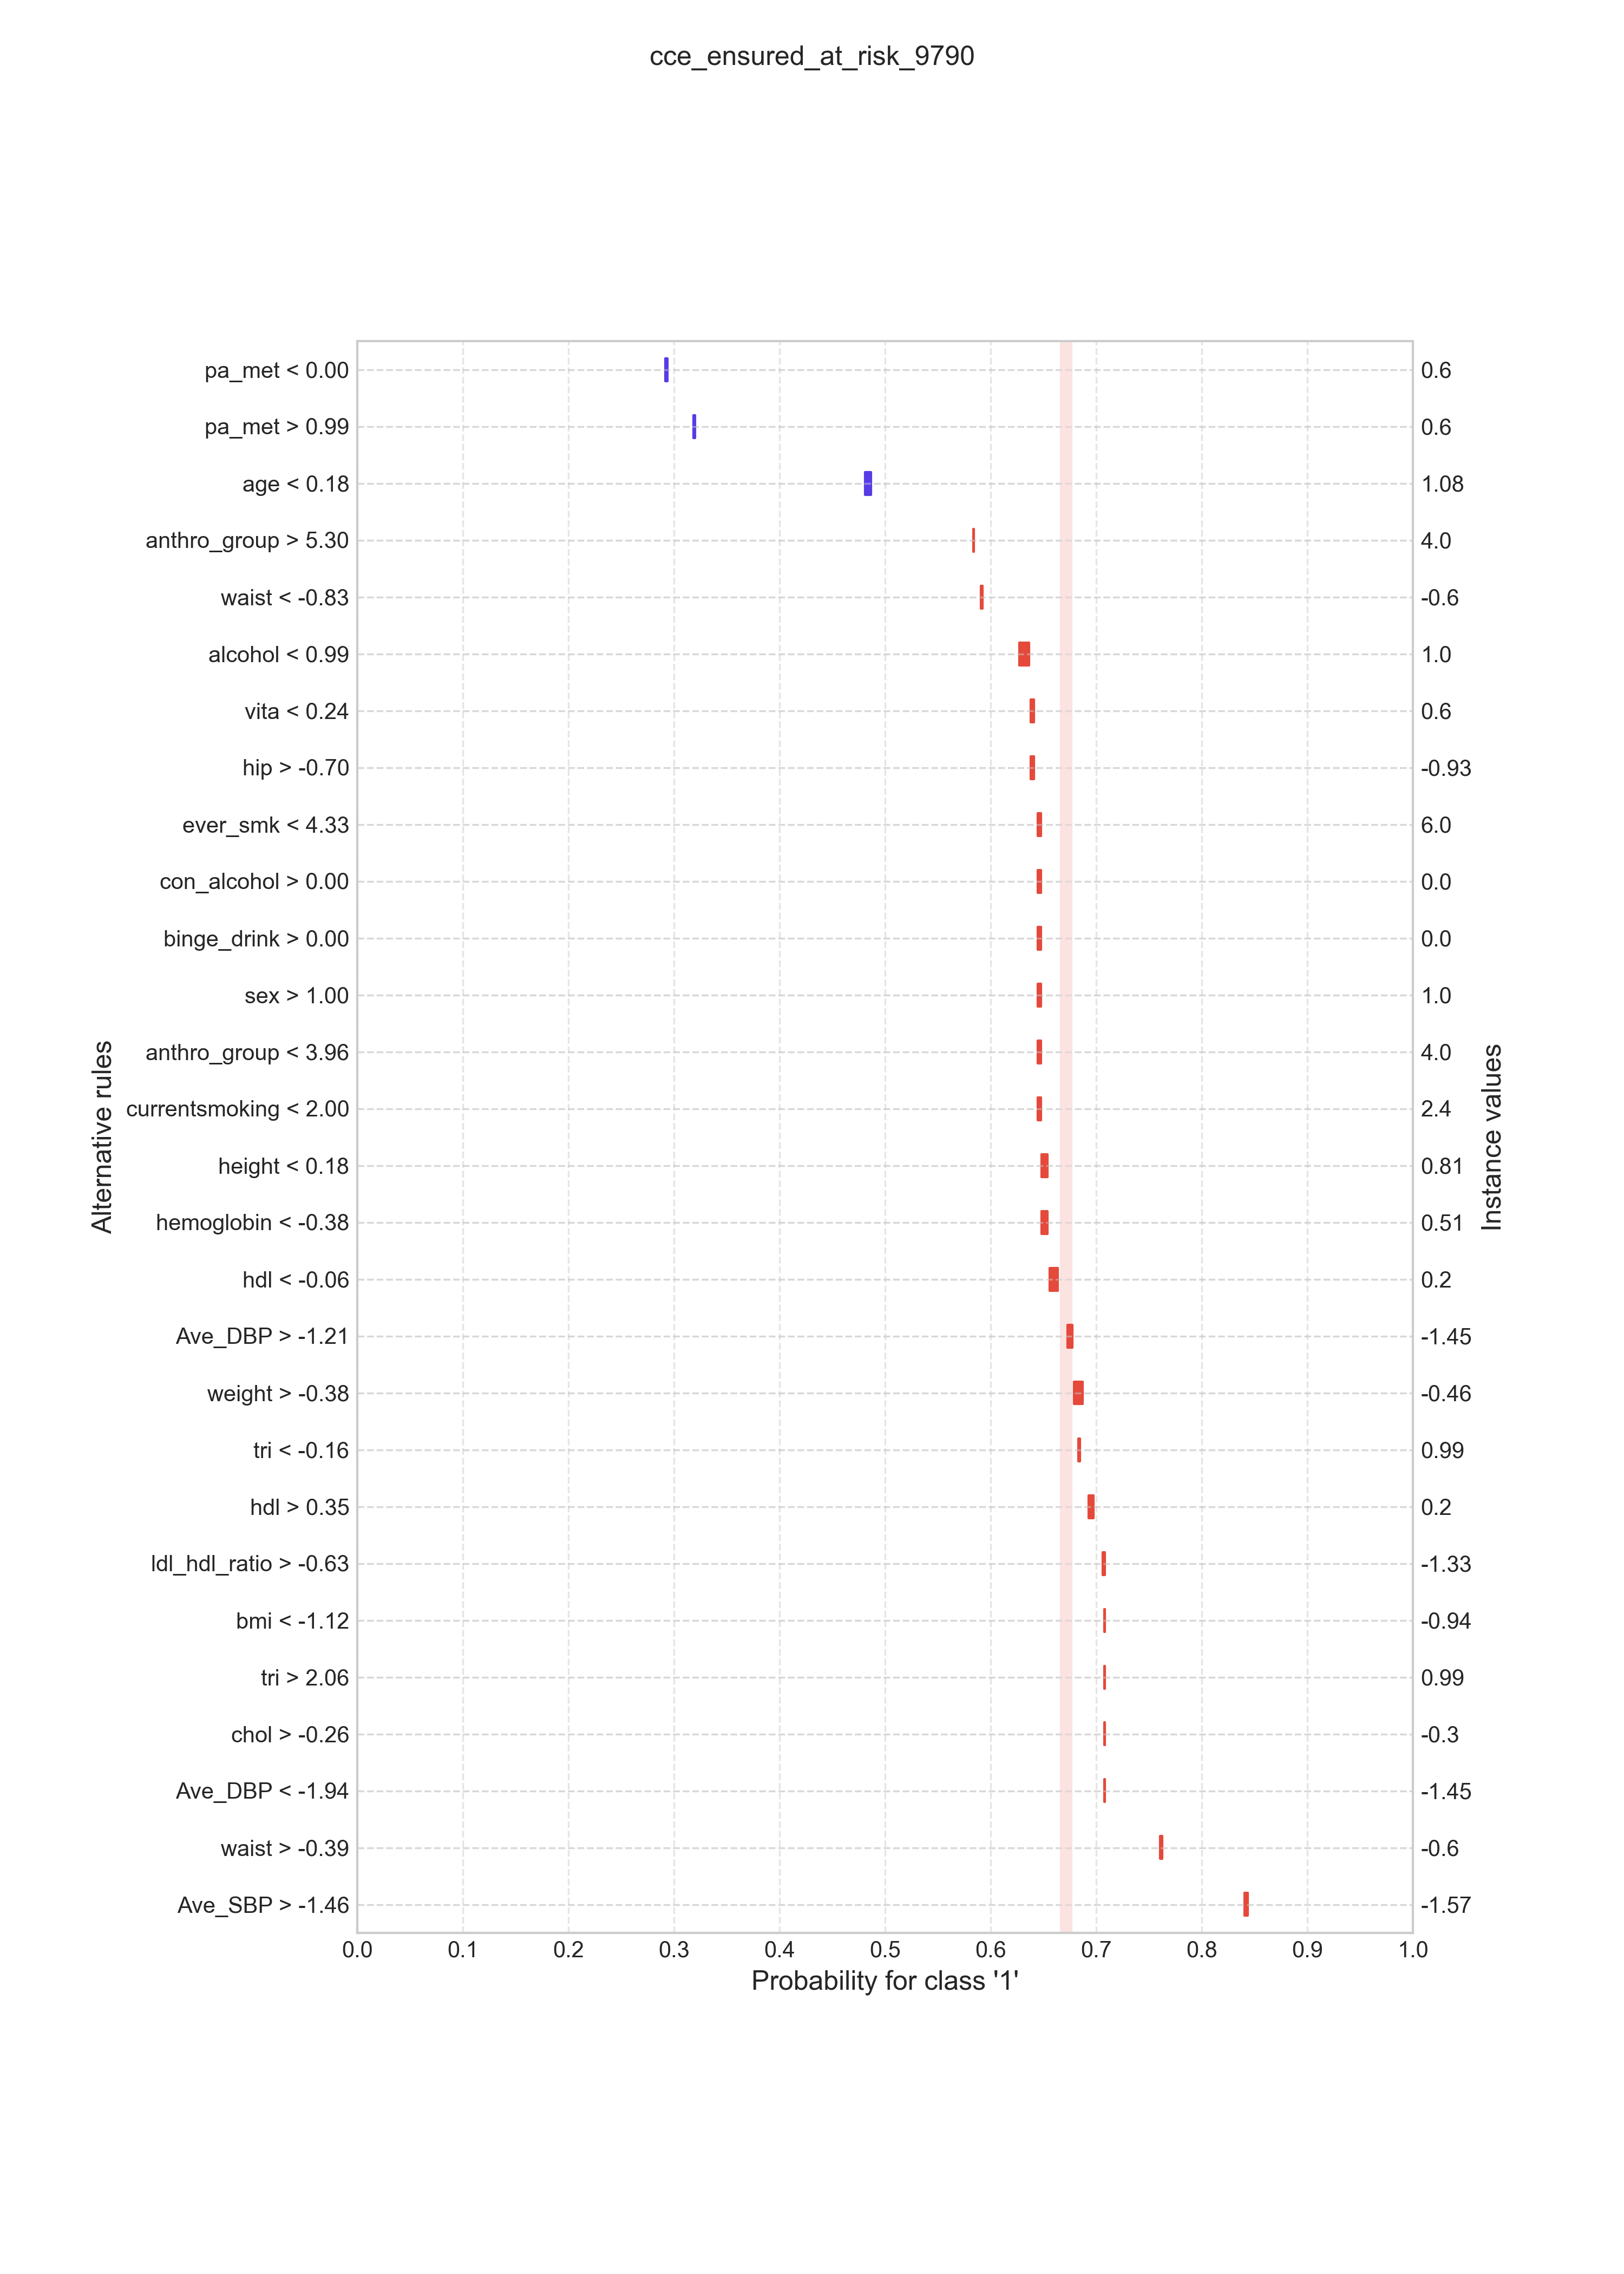 cce_ensured_at_risk_9790
pa_met < 0.00 0.6
pa_met > 0.99 0.6
age < 0.18 1.08
anthro_group > 5.30 4.0
waist < -0.83 -0.6
alcohol < 0.99 1.0
vita < 0.24 0.6
hip > -0.70 -0.93
ever_smk < 4.33 6.0
con_alcohol > 0.00 0.0
binge_drink > 0.00 0.0
sex > 1.00 1.0
anthro_group < 3.96 4.0
currentsmoking < 2.00 2.4
height < 0.18 0.81
hemoglobin < -0.38 0.51
hdl < -0.06 0.2
Ave_DBP > -1.21 -1.45
weight > -0.38 -0.46
tri < -0.16 0.99
hdl > 0.35 0.2
ldl_hdl_ratio > -0.63 -1.33
bmi < -1.12 -0.94
tri > 2.06 0.99
chol > -0.26 -0.3
Ave_DBP < -1.94 -1.45
waist > -0.39 -0.6
Ave_SBP > -1.46 -1.57
Alternative rules
Instance values
0.0 0.1 0.2 0.3 0.4 0.5 0.6 0.7 0.8 0.9 1.0
Probability for class '1'